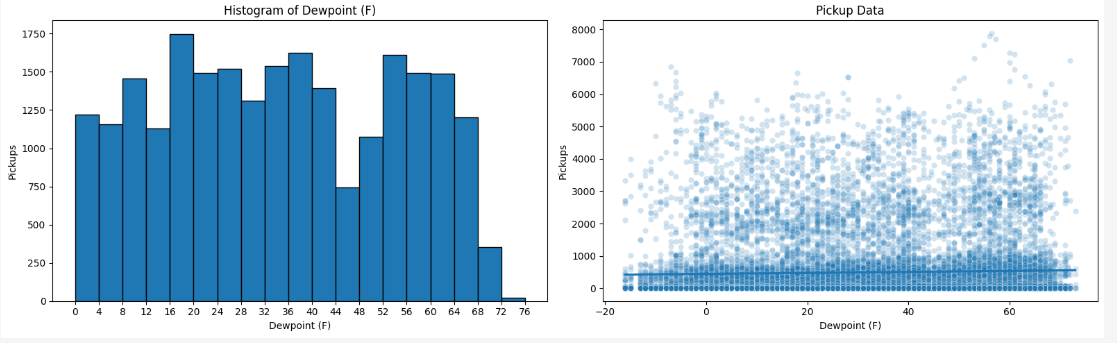 Histogram of Dewpoint (F)
Pickups
1750
1500
1250
1000
750
500
250
0
0 4 8 12 16 20 24 28 32 36 40 44 48 52 56 60 64 68 72 76
Dewpoint (F)
Pickup Data
Pickups
8000
7000
6000
5000
4000
3000
2000
1000
0
−20 0 20 40 60
Dewpoint (F)